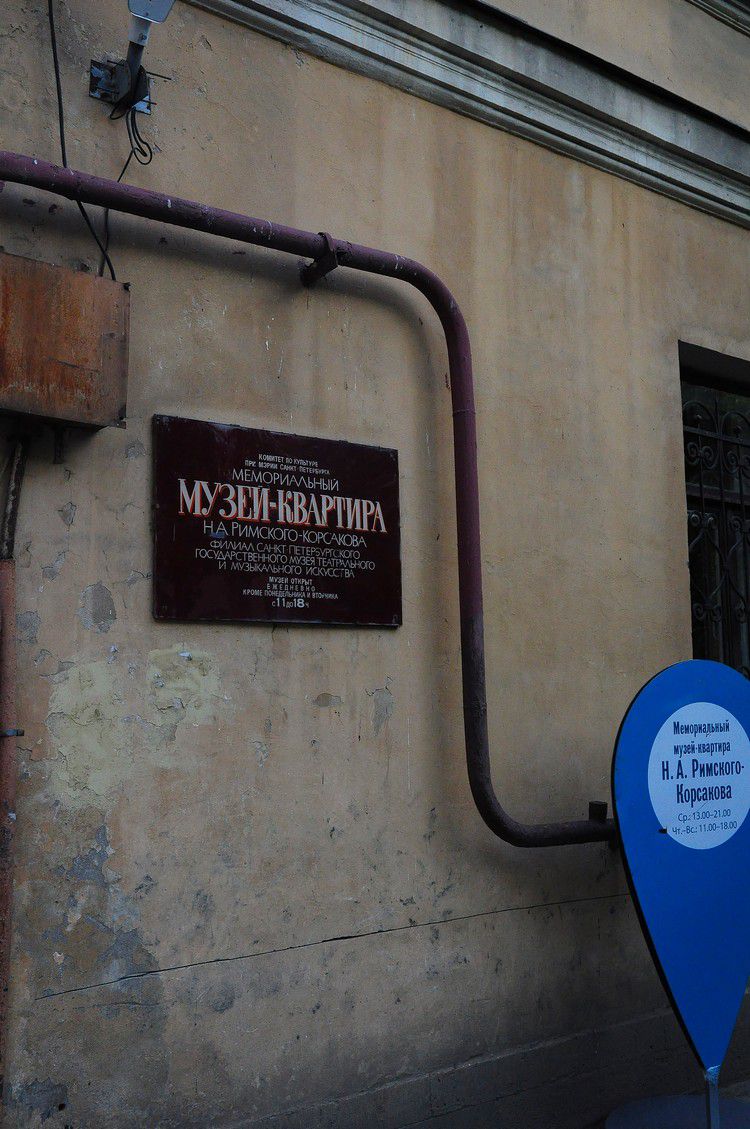 КОМИТЕТ ПО КУЛЬТУРЕ
ПРИ МЭРИИ САНКТ-ПЕТЕРБУРГА
МЕМОРИАЛЬНЫЙ
МУЗЕЙ-КВАРТИРА
Н.А. РИМСКОГО-КОРСАКОВА
ФИЛИАЛ САНКТ ПЕТЕРБУРГСКОГО
ГОСУДАРСТВЕННОГО МУЗЕЯ ТЕАТРАЛЬНОГО
И МУЗЫКАЛЬНОГО ИСКУССТВА
МУЗЕЙ ОТКРЫТ
ЕЖЕДНЕВНО
КРОМЕ ПОНЕДЕЛЬНИКА И ВТОРНИКА
с 11 до 18 ч.
Мемориальный
музей-квартира
Н. А. Римского-
Корсакова
Ср.: 13.00–21.00
Чт.–Вс.: 11.00–18.00